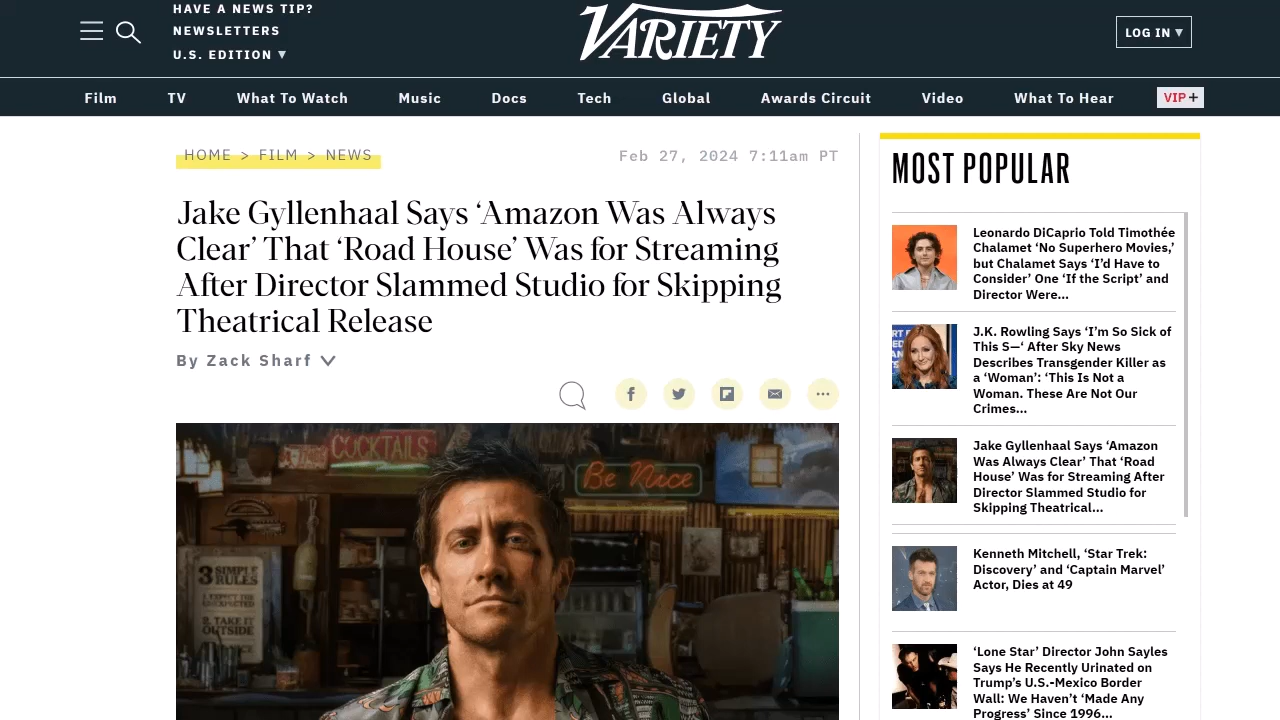 HAVE A NEWS TIP?
NEWSLETTERS
U.S. EDITION ▼
VARIETY
LOG IN ▼
Film TV What To Watch Music Docs Tech Global Awards Circuit Video What To Hear VIP+
HOME > FILM > NEWS
Feb 27, 2024 7:11am PT
Jake Gyllenhaal Says ‘Amazon Was Always
Clear’ That ‘Road House’ Was for Streaming
After Director Slammed Studio for Skipping
Theatrical Release
By Zack Sharf
COCKTAILS
Be Nice
3 SIMPLE
RULES
1. EXPECT THE
UNEXPECTED
2. TAKE IT
OUTSIDE
MOST POPULAR
Leonardo DiCaprio Told Timothée
Chalamet ‘No Superhero Movies,’
but Chalamet Says ‘I’d Have to
Consider’ One ‘If the Script’ and
Director Were...
J.K. Rowling Says ‘I’m So Sick of
This S—‘ After Sky News
Describes Transgender Killer as
a ‘Woman’: ‘This Is Not a
Woman. These Are Not Our
Crimes...
Jake Gyllenhaal Says ‘Amazon
Was Always Clear’ That ‘Road
House’ Was for Streaming After
Director Slammed Studio for
Skipping Theatrical...
Kenneth Mitchell, ‘Star Trek:
Discovery’ and ‘Captain Marvel’
Actor, Dies at 49
‘Lone Star’ Director John Sayles
Says He Recently Urinated on
Trump’s U.S.-Mexico Border
Wall: We Haven’t ‘Made Any
Progress’ Since 1996...